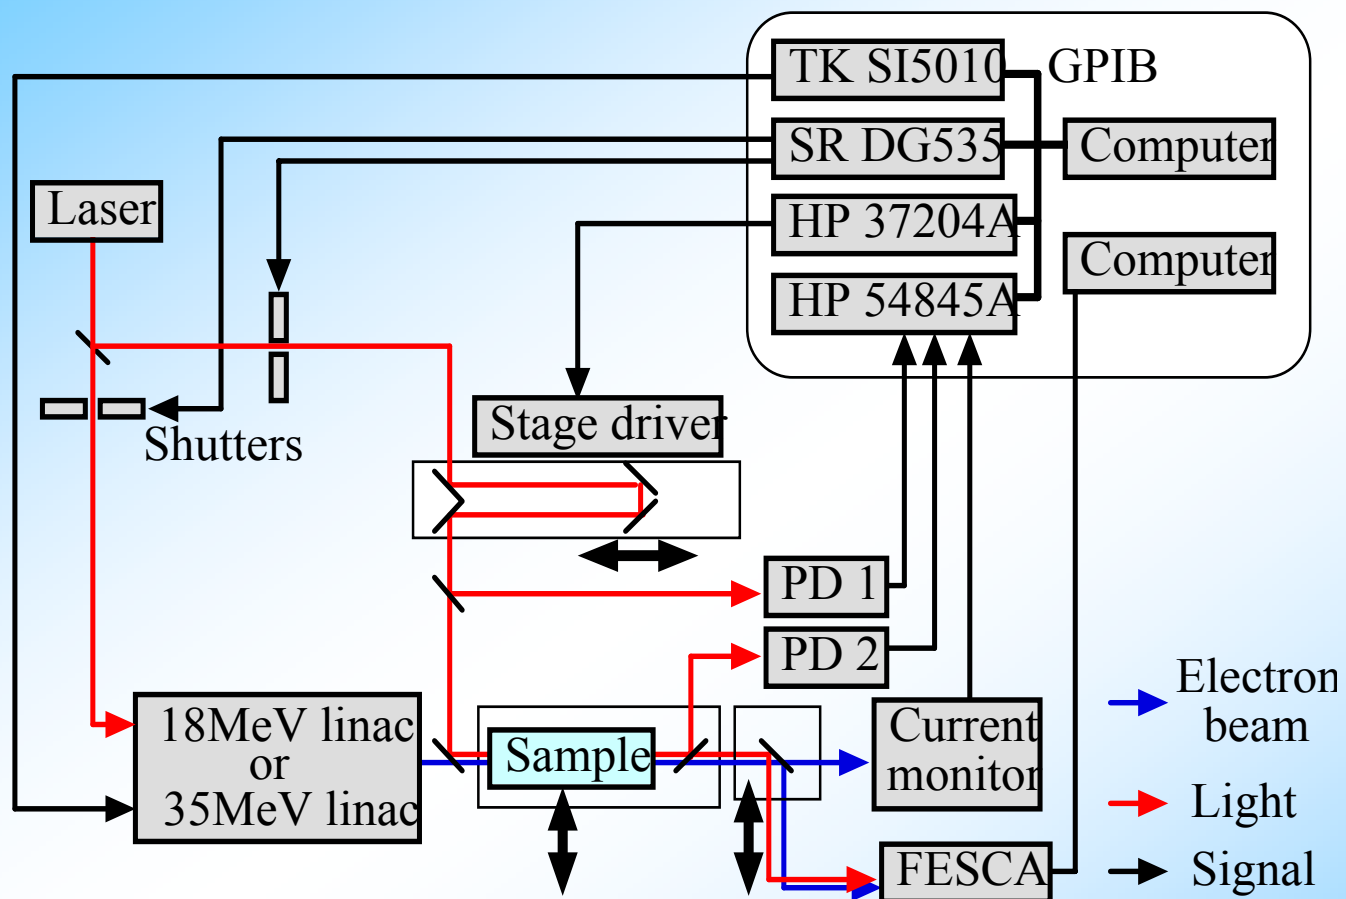 TK SI5010
GPIB
SR DG535
Computer
Laser
HP 37204A
Computer
HP 54845A
Stage driver
Shutters
PD 1
PD 2
Electron
beam
18MeV linac
or
35MeV linac
Sample
Current
monitor
Light
FESCA
Signal